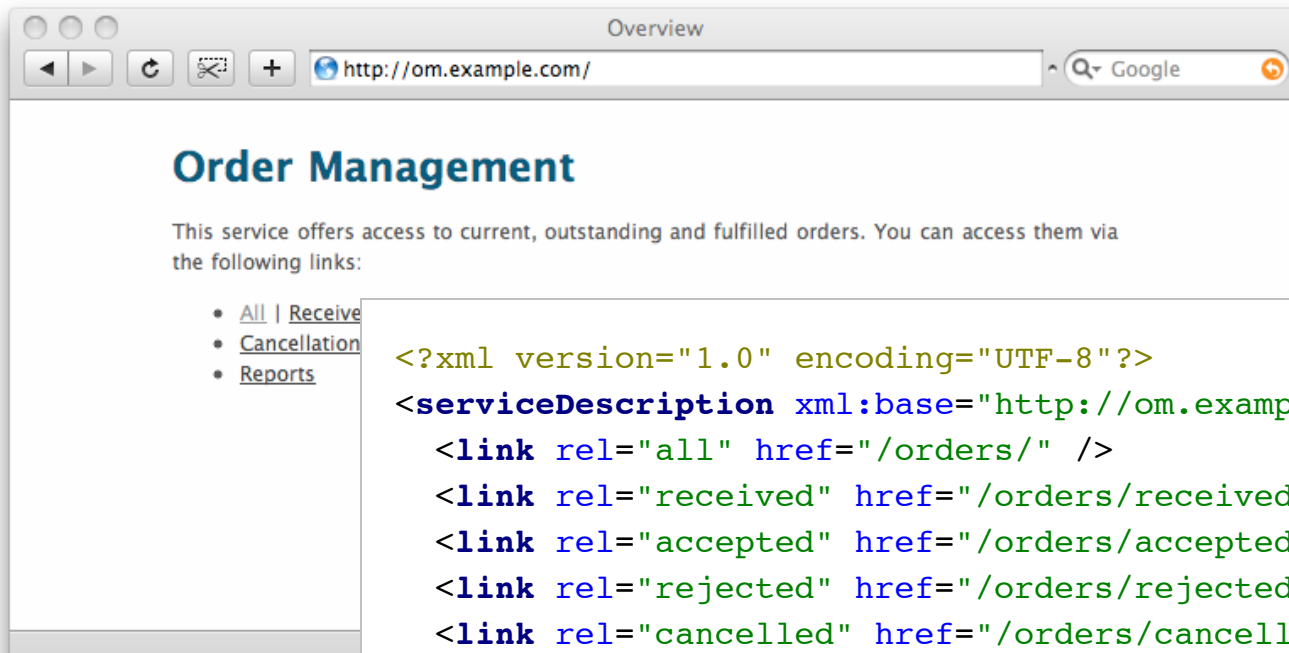 Overview
http://om.example.com/
Google
Order Management
This service offers access to current, outstanding and fulfilled orders. You can access them via
the following links:
All | Receive
Cancellation
Reports
<?xml version="1.0" encoding="UTF-8"?>
<serviceDescription xml:base="http://om.examp
<link rel="all" href="/orders/" />
<link rel="received" href="/orders/received
<link rel="accepted" href="/orders/accepted
<link rel="rejected" href="/orders/rejected
<link rel="cancelled" href="/orders/cancell